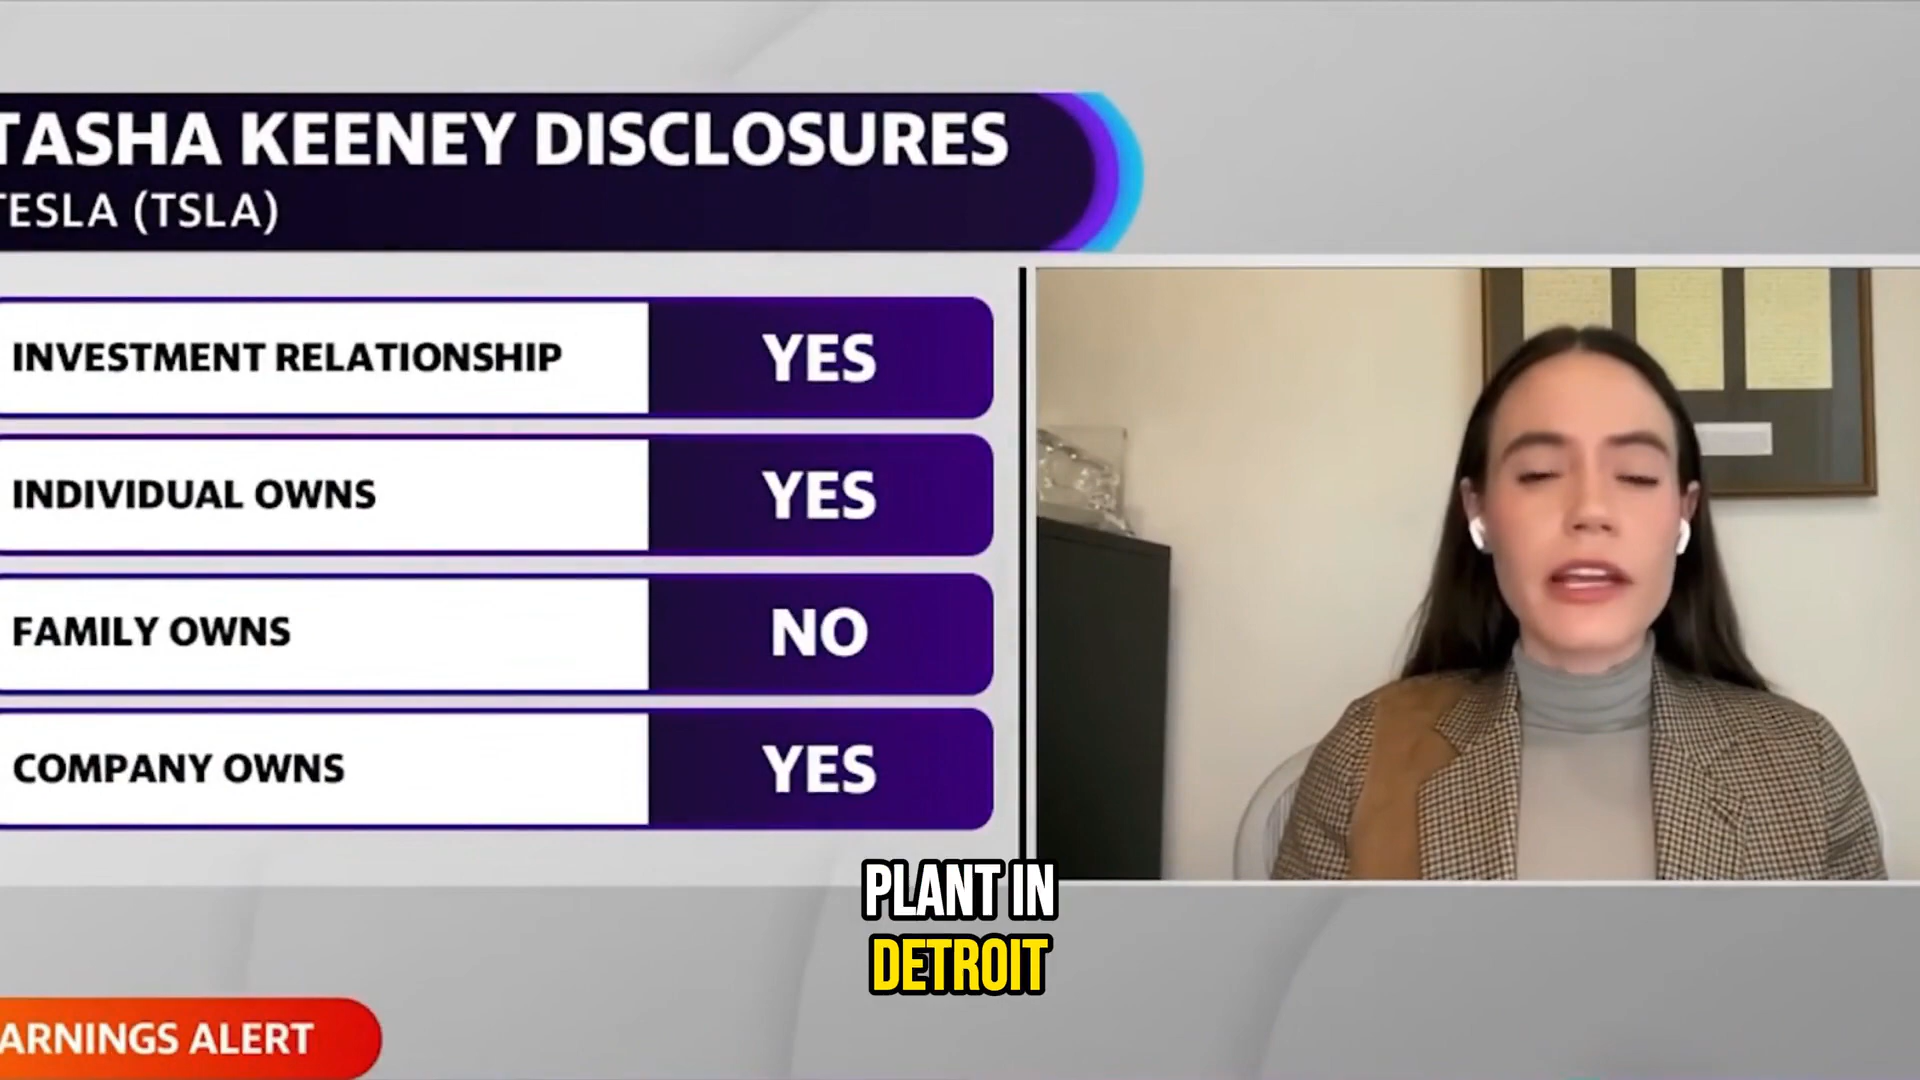 TASHA KEENEY DISCLOSURES
TESLA (TSLA)
INVESTMENT RELATIONSHIP YES
INDIVIDUAL OWNS YES
FAMILY OWNS NO
COMPANY OWNS YES
PLANT IN
DETROIT
ARNINGS ALERT